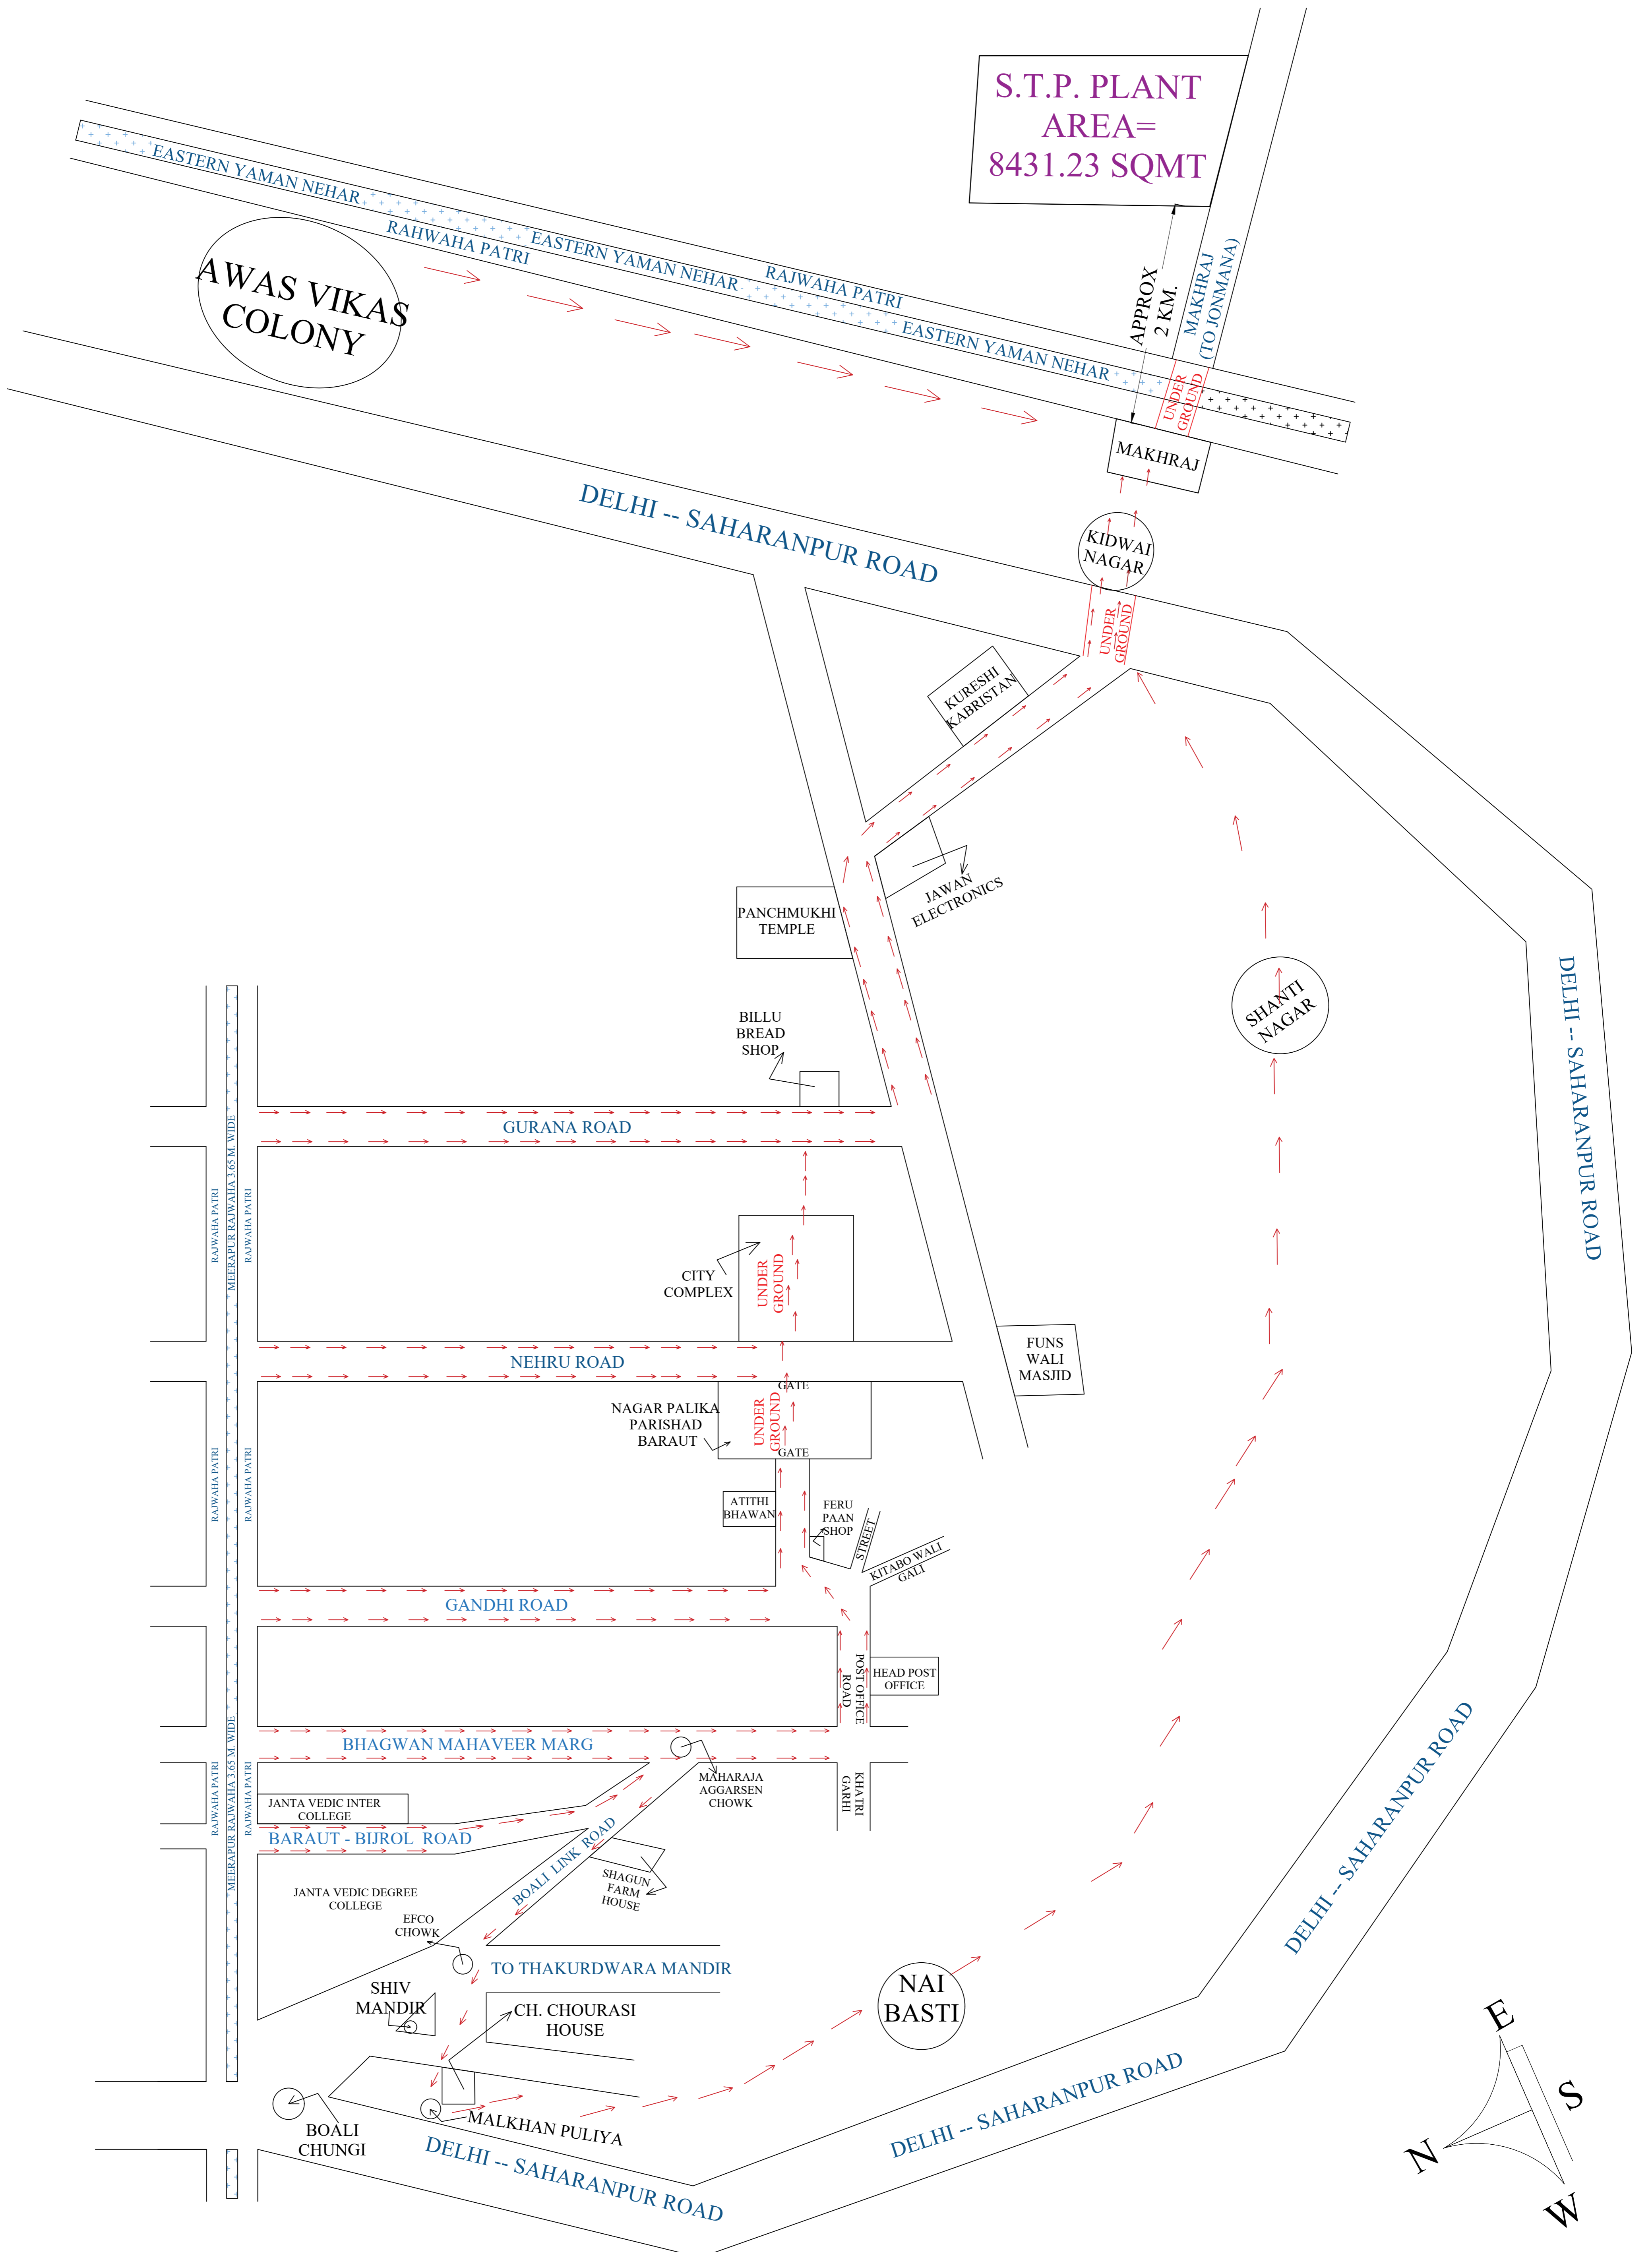 S.T.P. PLANT
AREA=
8431.23 SQMT
EASTERN YAMAN NEHAR
RAHWAHA PATRI
EASTERN YAMAN NEHAR
RAJWAHA PATRI
EASTERN YAMAN NEHAR
AWAS VIKAS
COLONY
APPROX
2 KM.
MAKHRAJ
(TO JONMANA)
UNDER
GROUND
MAKHRAJ
DELHI -- SAHARANPUR ROAD
KIDWAI
NAGAR
UNDER
GROUND
KURESHI
KABRISTAN
JAWAN
ELECTRONICS
PANCHMUKHI
TEMPLE
SHANTI
NAGAR
DELHI -- SAHARANPUR ROAD
BILLU
BREAD
SHOP
GURANA ROAD
MEERAPUR RAJWAHA 3.65 M. WIDE
RAJWAHA PATRI
RAJWAHA PATRI
CITY
COMPLEX
UNDER
GROUND
NEHRU ROAD
FUNS
WALI
MASJID
GATE
NAGAR PALIKA
PARISHAD
BARAUT
UNDER
GROUND
GATE
RAJWAHA PATRI
RAJWAHA PATRI
ATITHI
BHAWAN
FERU
PAAN
SHOP
STREET
KITABO WALI
GALI
GANDHI ROAD
POST OFFICE
ROAD
HEAD POST
OFFICE
BHAGWAN MAHAVEER MARG
MEERAPUR RAJWAHA 3.65 M. WIDE
RAJWAHA PATRI
RAJWAHA PATRI
MAHARAJA
AGGARSEN
CHOWK
KHATRI
GARHI
JANTA VEDIC INTER
COLLEGE
BARAUT - BIJROL ROAD
BOALI LINK ROAD
SHAGUN
FARM
HOUSE
JANTA VEDIC DEGREE
COLLEGE
EFCO
CHOWK
TO THAKURDWARA MANDIR
SHIV
MANDIR
CH. CHOURASI
HOUSE
NAI
BASTI
DELHI -- SAHARANPUR ROAD
MALKHAN PULIYA
BOALI
CHUNGI
DELHI -- SAHARANPUR ROAD
DELHI -- SAHARANPUR ROAD
E
S
N
W